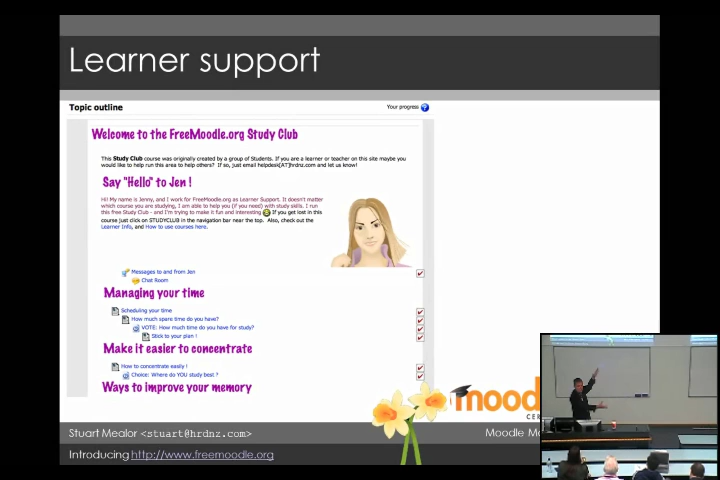 Learner support
Topic outline
Your progress
Welcome to the FreeMoodle.org Study Club
This Study Club course was originally created by a group of Students. If you are a learner or teacher on this site maybe you
would like to help run this area to help others? If so, just email helpdesk[AT]hrdnz.com and let us know!
Say "Hello" to Jen !
Hi! My name is Jenny, and I work for FreeMoodle.org as Learner Support. It doesn't matter
which course you are studying, I am able to help you (if you need) with study skills. I run
this free Study Club - and I'm trying to make it fun and interesting If you get lost in this
course just click on STUDYCLUB in the navigation bar near the top. Also, check out the
Learner Info, and How to use courses here.
Messages to and from Jen
Chat Room
Managing your time
Scheduling your time
How much spare time do you have?
VOTE: How much time do you have for study?
Stick to your plan !
Make it easier to concentrate
How to concentrate easily !
Choice: Where do YOU study best ?
Ways to improve your memory
mood
CER
Stuart Mealor <stuart@hrdnz.com>
Moodle Mo
Introducing http://www.freemoodle.org